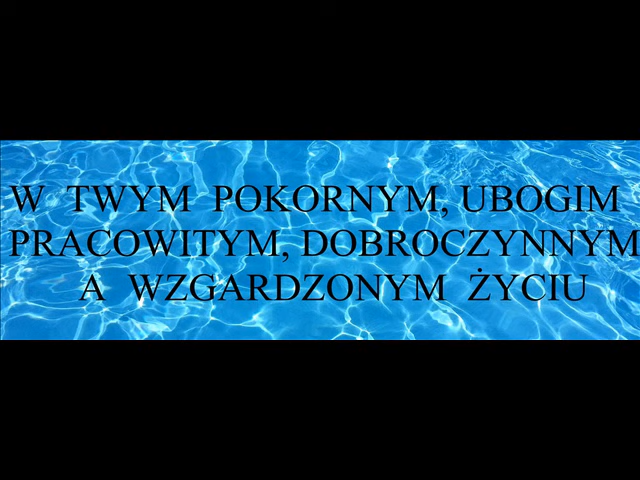 W TWYM POKORNYM, UBOGIM
PRACOWITYM, DOBROCZYNNYM
A WZGARDZONYM ŻYCIU